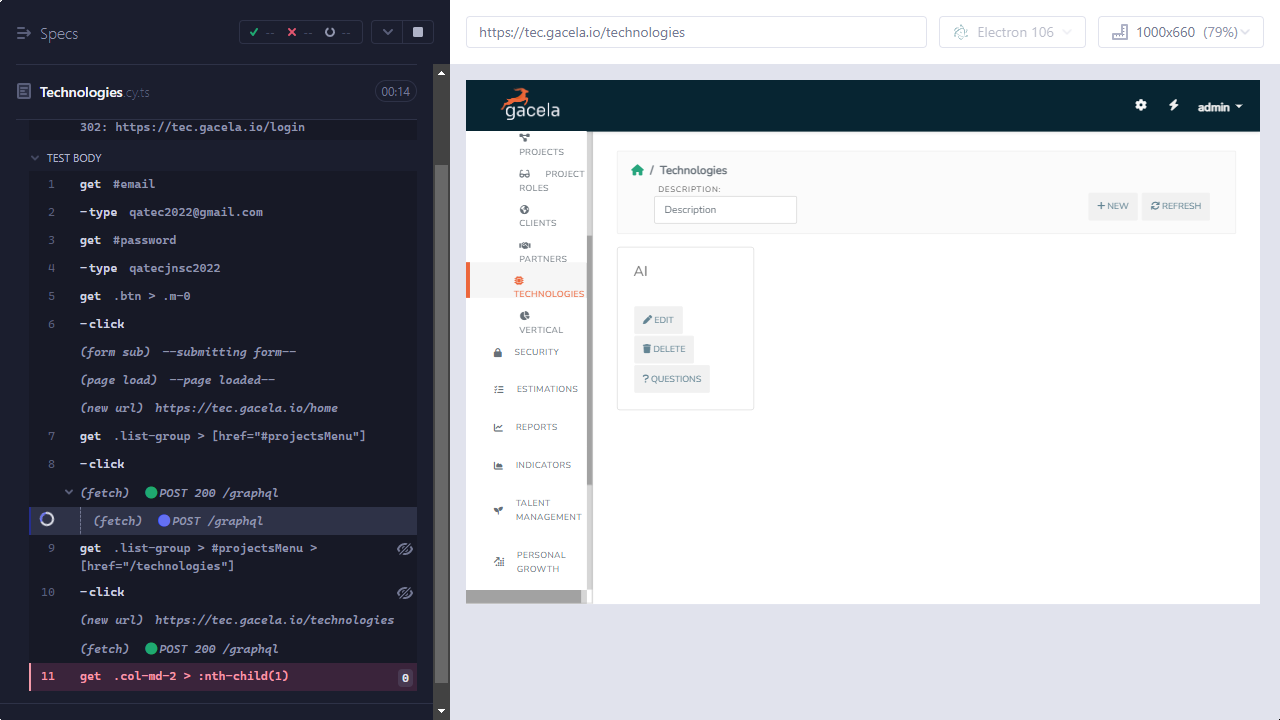 Specs
--
--
--
Technologies.cy.ts
00:14
302: https://tec.gacela.io/login
TEST BODY
1 get #email
2 -type qatec2022@gmail.com
3 get #password
4 -type qatecjnsc2022
5 get .btn > .m-0
6 -click
(form sub) --submitting form--
(page load) --page loaded--
(new url) https://tec.gacela.io/home
7 get .list-group > [href="#projectsMenu"]
8 -click
(fetch) POST 200 /graphql
(fetch) POST /graphql
9 get .list-group > #projectsMenu >
[href="/technologies"]
10 -click
(new url) https://tec.gacela.io/technologies
(fetch) POST 200 /graphql
11 get .col-md-2 > :nth-child(1) 0
https://tec.gacela.io/technologies
Electron 106
1000x660 (79%)
gacela
admin
PROJECTS
PROJECT
ROLES
CLIENTS
PARTNERS
TECHNOLOGIES
VERTICAL
SECURITY
ESTIMATIONS
REPORTS
INDICATORS
TALENT
MANAGEMENT
PERSONAL
GROWTH
/ Technologies
DESCRIPTION:
Description
+ NEW
REFRESH
AI
EDIT
DELETE
? QUESTIONS